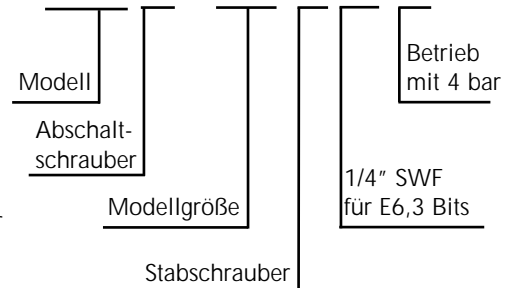 Betrieb
mit 4 bar
Modell
Abschalt-
schrauber
1/4" SWF
für E6,3 Bits
Modellgröße
Stabschrauber